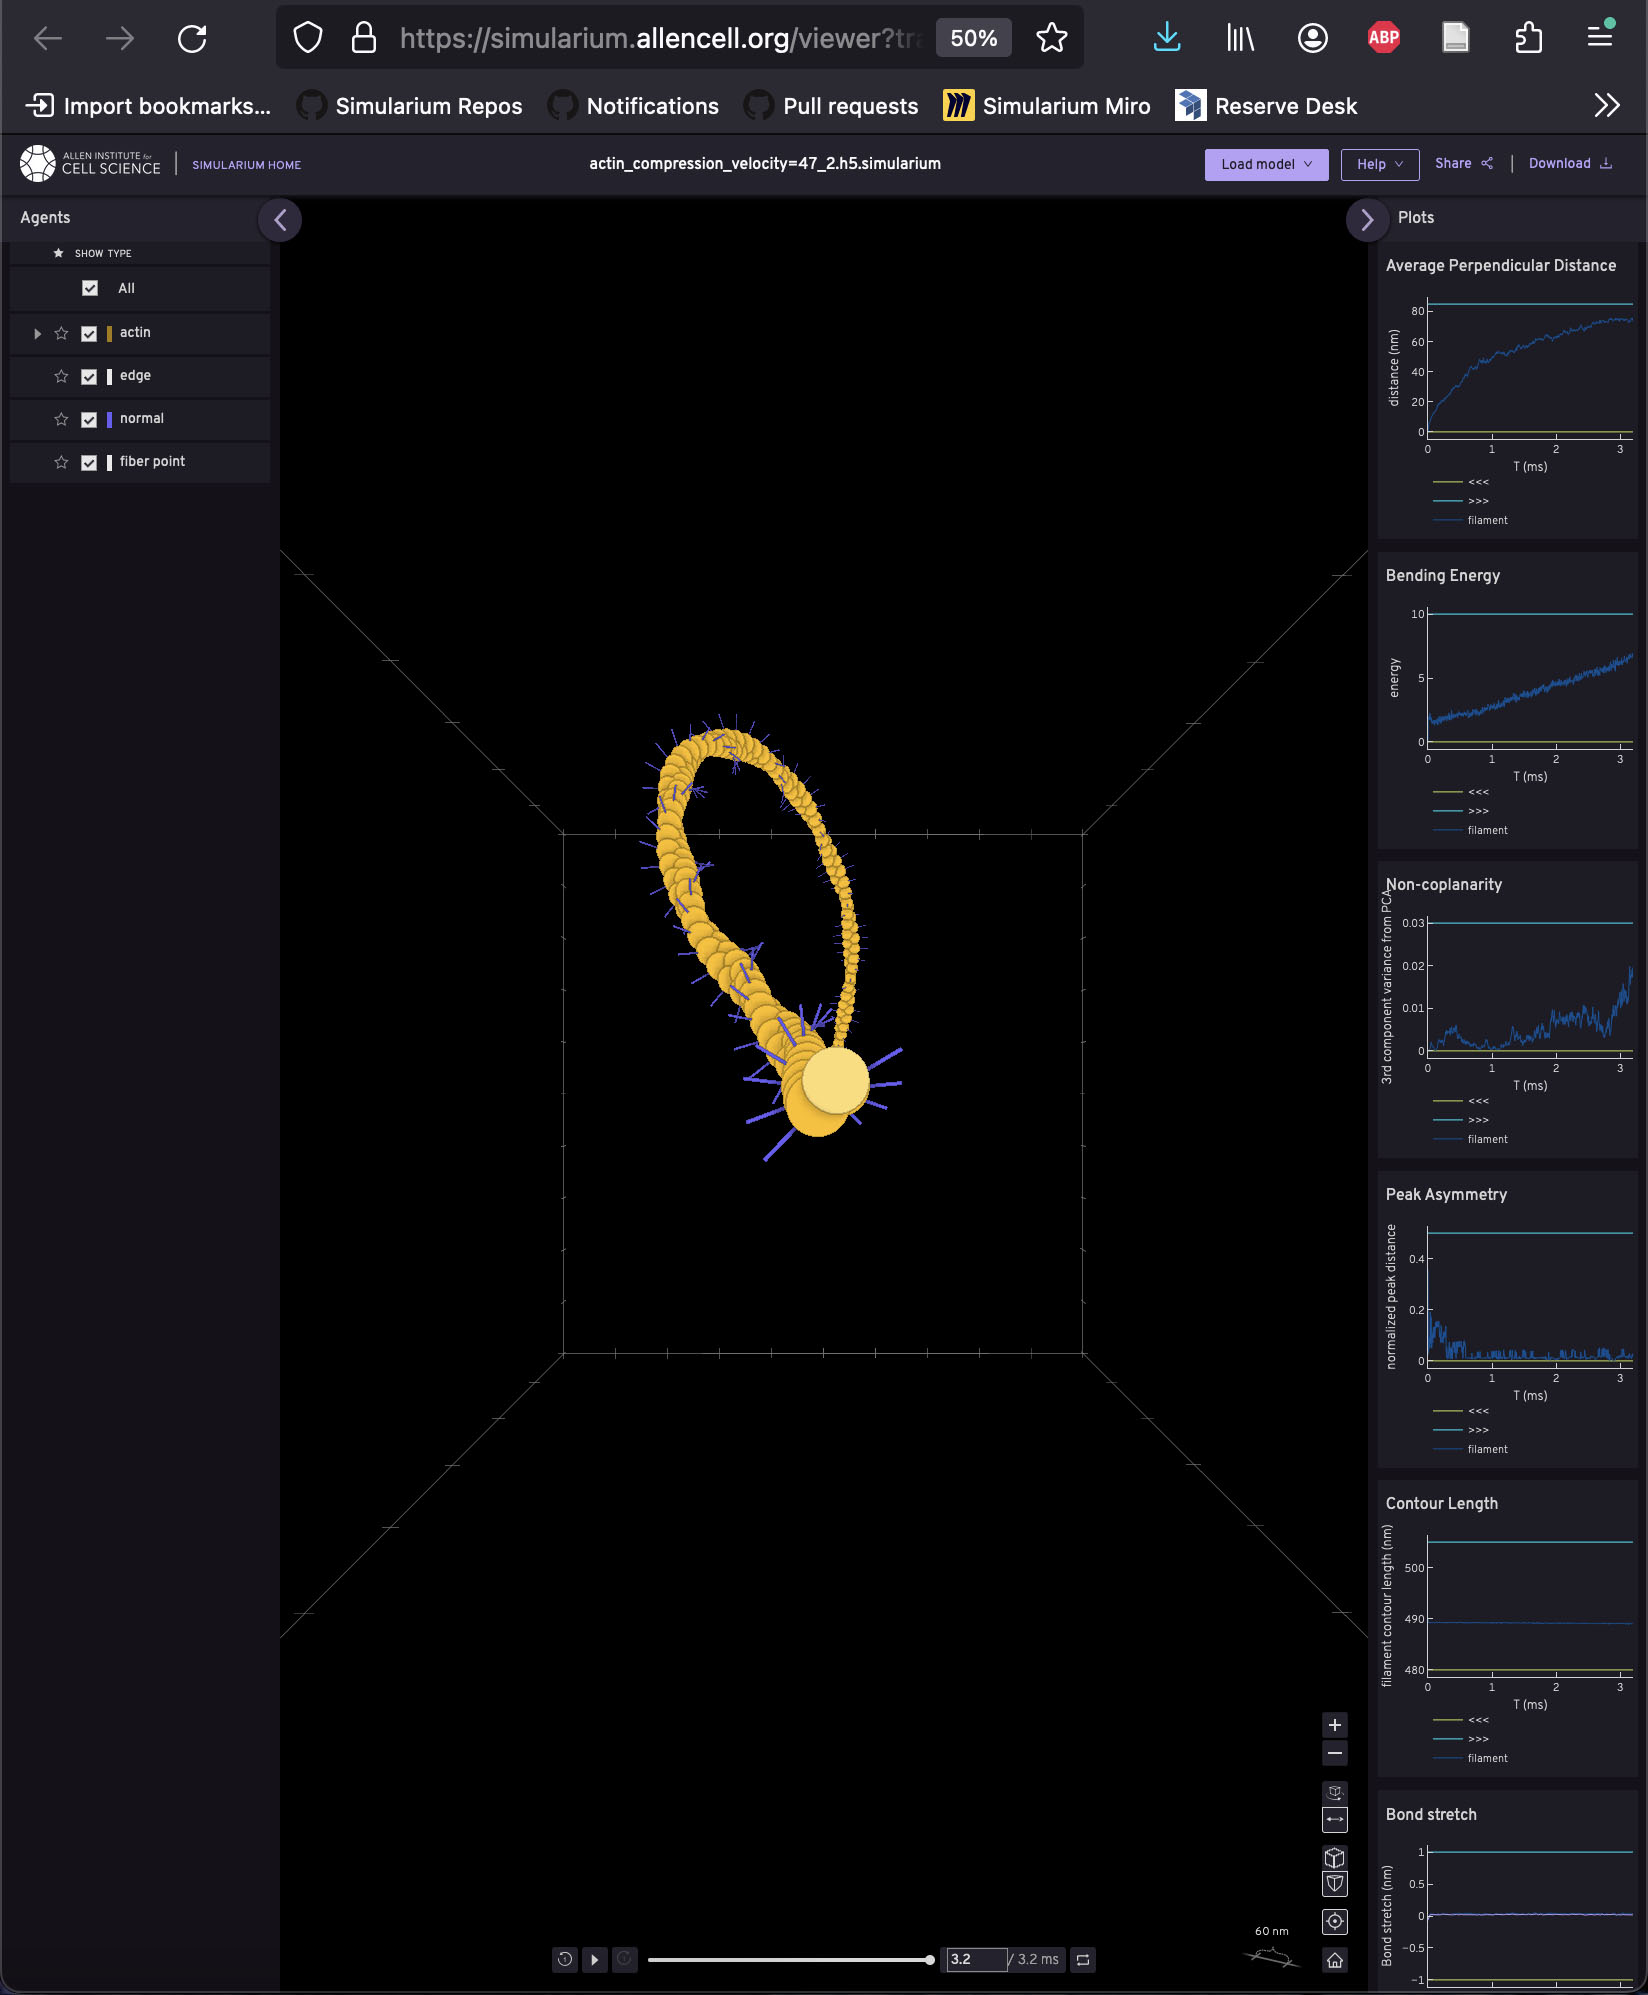 https://simularium.allencell.org/viewer?tra
50%
ABP
Import bookmarks...
Simularium Repos
Notifications
Pull requests
Simularium Miro
Reserve Desk
ALLEN INSTITUTE for
CELL SCIENCE
SIMULARIUM HOME
actin_compression_velocity=47_2.h5.simularium
Load model
Help
Share
Download
Agents
SHOW TYPE
All
actin
edge
normal
fiber point
60 nm
3.2 / 3.2 ms
Plots
Average Perpendicular Distance
distance (nm)
80
60
40
20
0
0 1 2 3
T (ms)
<<<
>>>
filament
Bending Energy
energy
10
5
0
0 1 2 3
T (ms)
<<<
>>>
filament
Non-coplanarity
3rd component variance from PCA
0.03
0.02
0.01
0
0 1 2 3
T (ms)
<<<
>>>
filament
Peak Asymmetry
normalized peak distance
0.4
0.2
0
0 1 2 3
T (ms)
<<<
>>>
filament
Contour Length
filament contour length (nm)
500
490
480
0 1 2 3
T (ms)
<<<
>>>
filament
Bond stretch
Bond stretch (nm)
1
0.5
0
−0.5
−1